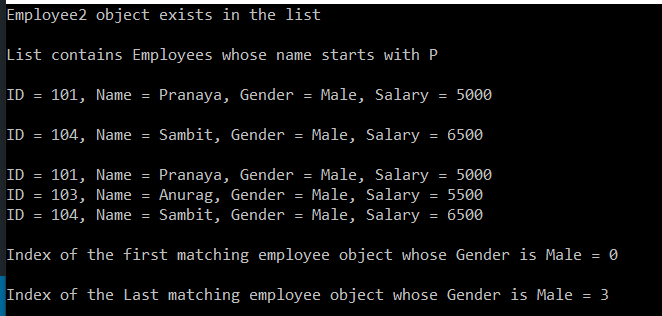 Employee2 object exists in the list
List contains Employees whose name starts with P
ID = 101, Name = Pranaya, Gender = Male, Salary = 5000
ID = 104, Name = Sambit, Gender = Male, Salary = 6500
ID = 101, Name = Pranaya, Gender = Male, Salary = 5000
ID = 103, Name = Anurag, Gender = Male, Salary = 5500
ID = 104, Name = Sambit, Gender = Male, Salary = 6500
Index of the first matching employee object whose Gender is Male = 0
Index of the Last matching employee object whose Gender is Male = 3